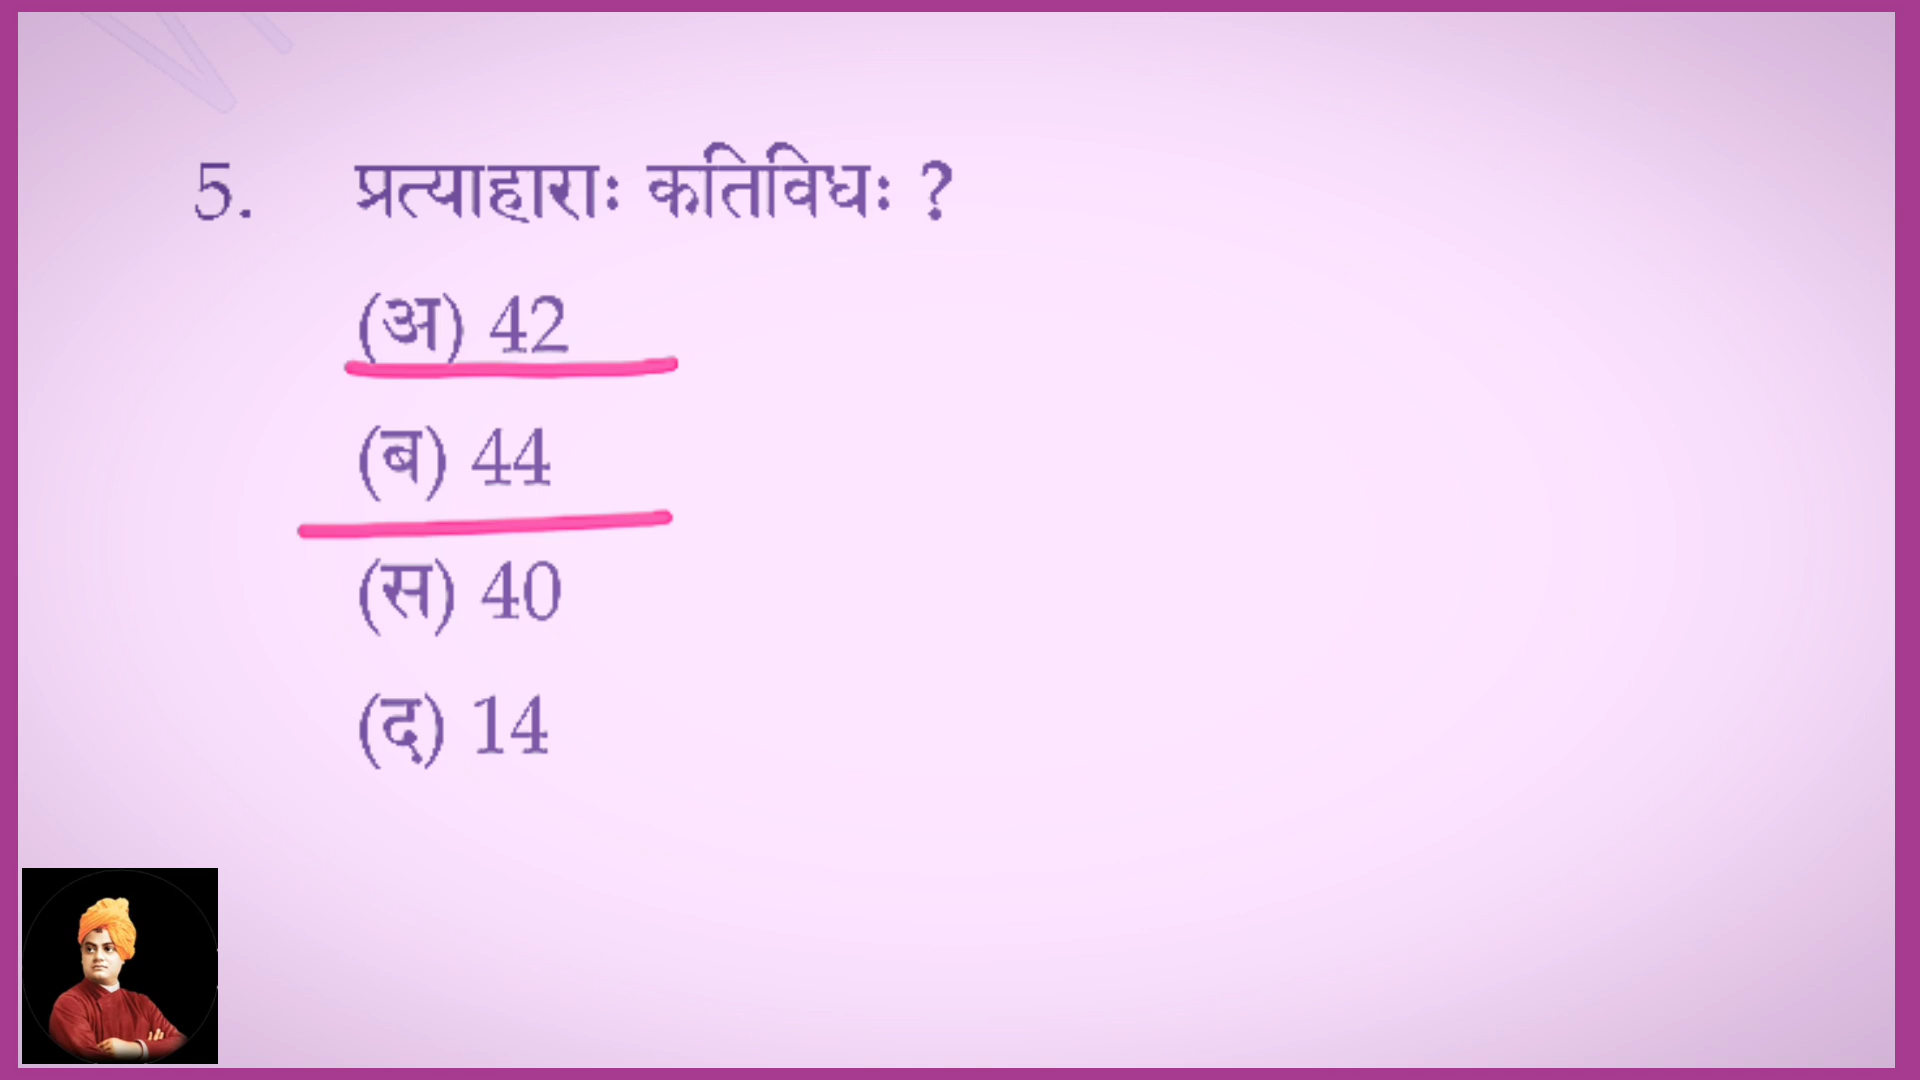 5. प्रत्याहाराः कतिविधः ?
(अ) 42
(ब) 44
(स) 40
(द) 14